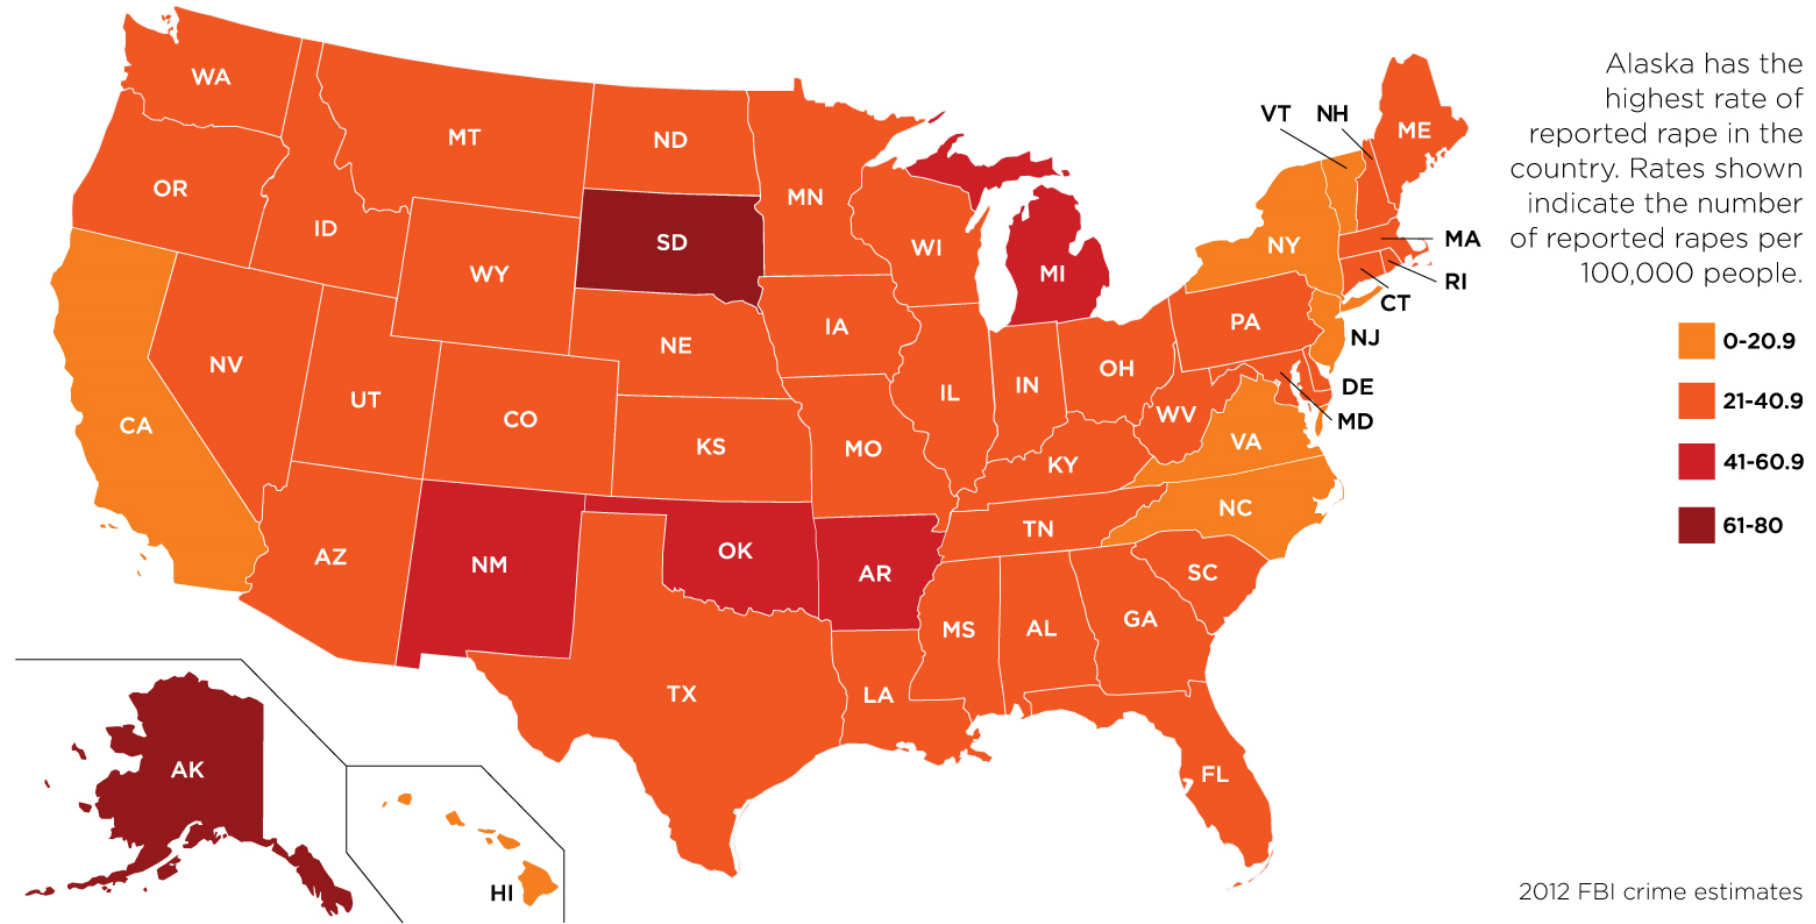 Alaska has the
highest rate of
reported rape in the
country. Rates shown
indicate the number
of reported rapes per
100,000 people.
0-20.9
21-40.9
41-60.9
61-80
WA
MT
ND
MN
VT
NH
ME
OR
ID
WY
SD
WI
MI
NY
MA
RI
CT
NV
UT
CO
NE
IA
IL
IN
OH
PA
NJ
DE
MD
CA
KS
MO
KY
WV
VA
NC
AZ
NM
OK
AR
TN
SC
TX
LA
MS
AL
GA
FL
AK
HI
2012 FBI crime estimates